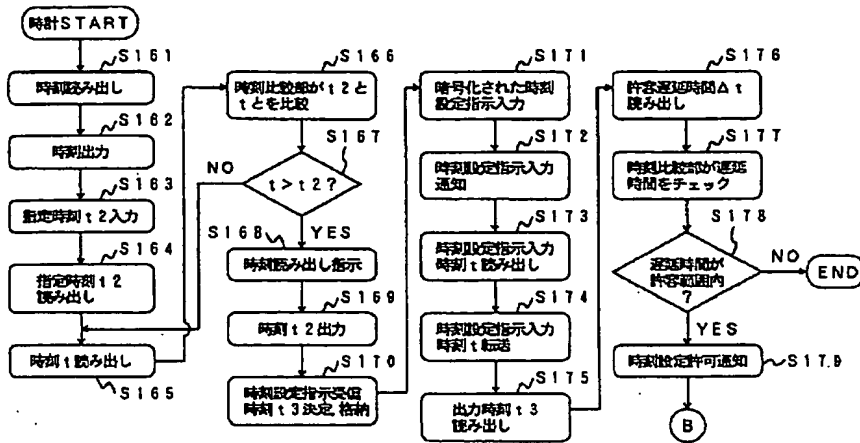 時計START
S161
時刻読み出し
S162
時刻出力
S163
指定時刻t2入力
S164
指定時刻t2
読み出し
時刻t読み出し
S165
S166
時刻比較部がt2と
tとを比較
S167
NO
t>t2?
YES
S168
時刻読み出し指示
S169
時刻t2出力
S170
時刻設定指示受信
時刻t3決定,格納
S171
暗号化された時刻
設定指示入力
S172
時刻設定指示入力
通知
S173
時刻設定指示入力
時刻t読み出し
S174
時刻設定指示入力
時刻t転送
S175
出力時刻t3
読み出し
S176
許容遅延時間Δt
読み出し
S177
時刻比較部が遅延
時間をチェック
S178
遅延時間が
許容範囲内
?
NO
END
YES
時刻設定許可通知
S179
B